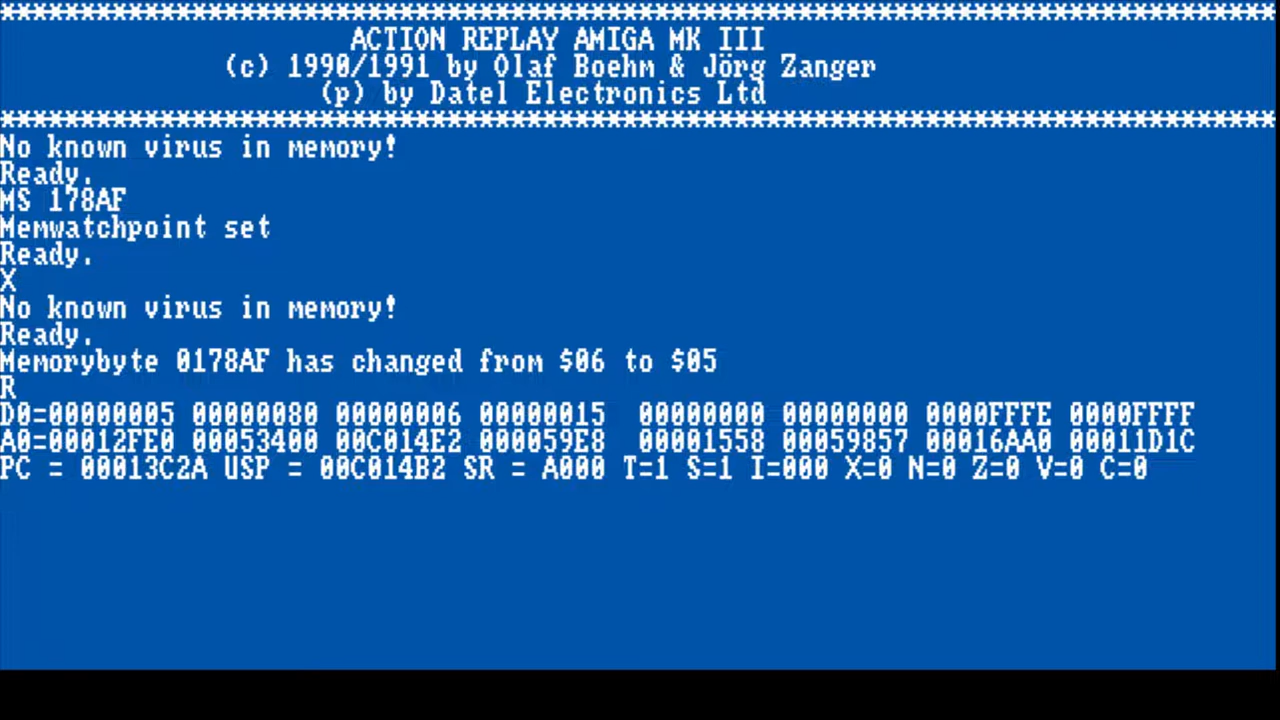 ********************************************************************************
ACTION REPLAY AMIGA MK III
(c) 1990/1991 by Olaf Boehm & Jörg Zanger
(p) by Datel Electronics Ltd
********************************************************************************
No known virus in memory!
Ready.
MS 178AF
Memwatchpoint set
Ready.
X
No known virus in memory!
Ready.
Memorybyte 0178AF has changed from $06 to $05
R
D0=00000005 00000080 00000006 00000015  00000000 00000000 0000FFFE 0000FFFF
A0=00012FE0 00053400 00C014E2 000059E8  00001558 00059857 00016AA0 00011D1C
PC = 00013C2A USP = 00C014B2 SR = A000 T=1 S=1 I=000 X=0 N=0 Z=0 V=0 C=0